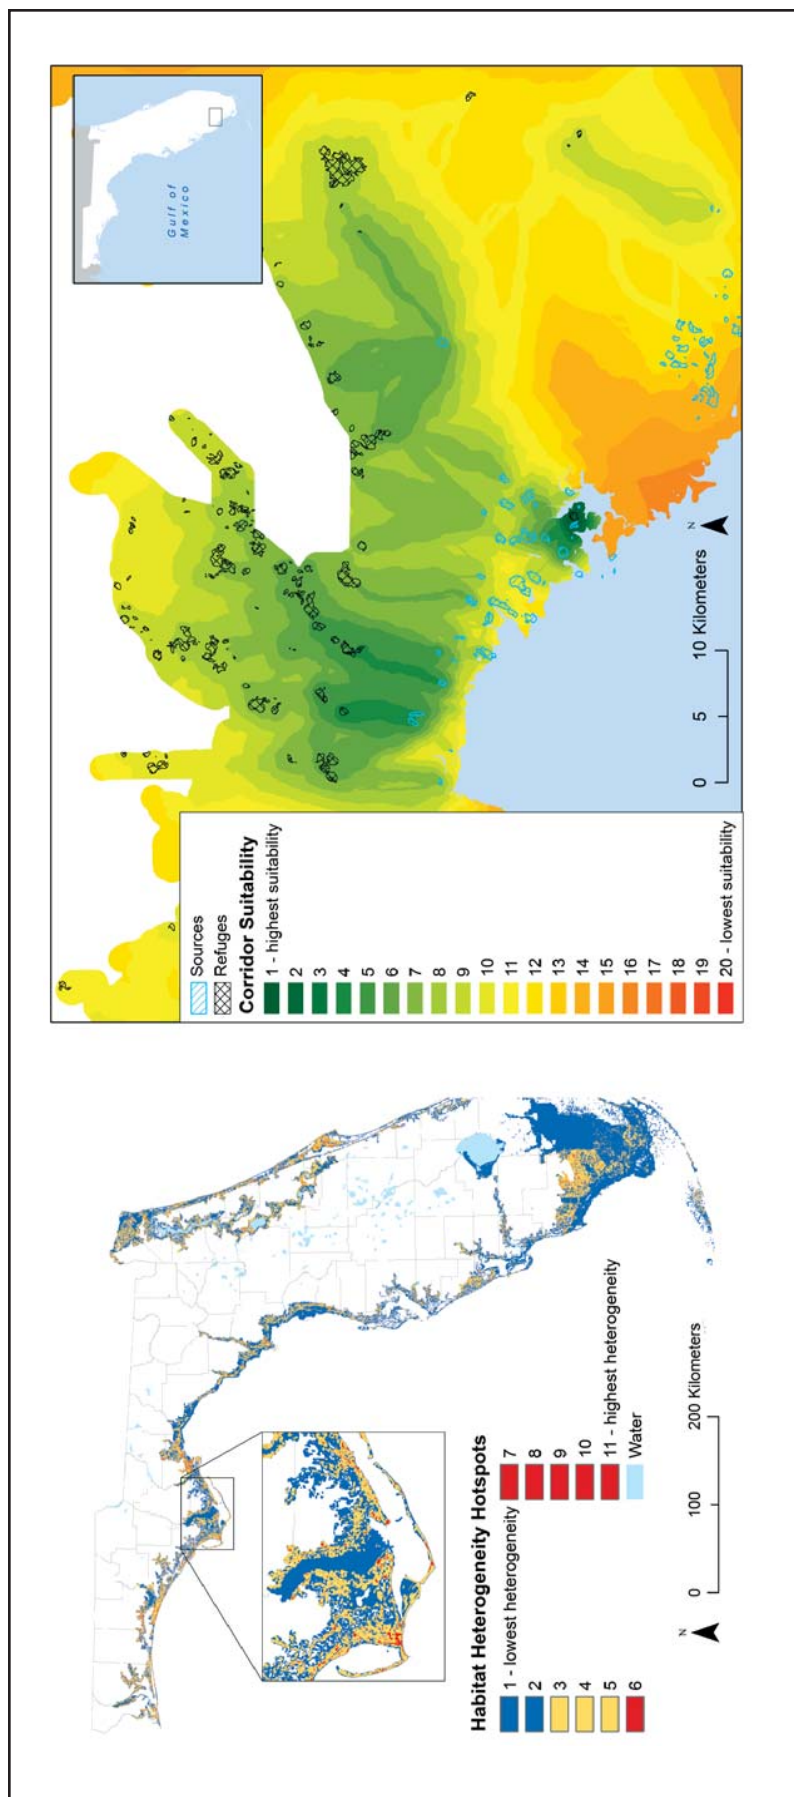 Habitat Heterogeneity Hotspots
1 - lowest heterogeneity
2
3
4
5
6
7
8
9
10
11 - highest heterogeneity
Water
N
0 100 200 Kilometers
Gulf of
Mexico
Sources
Refuges
Corridor Suitability
1 - highest suitability
2
3
4
5
6
7
8
9
10
11
12
13
14
15
16
17
18
19
20 - lowest suitability
N
0 5 10 Kilometers